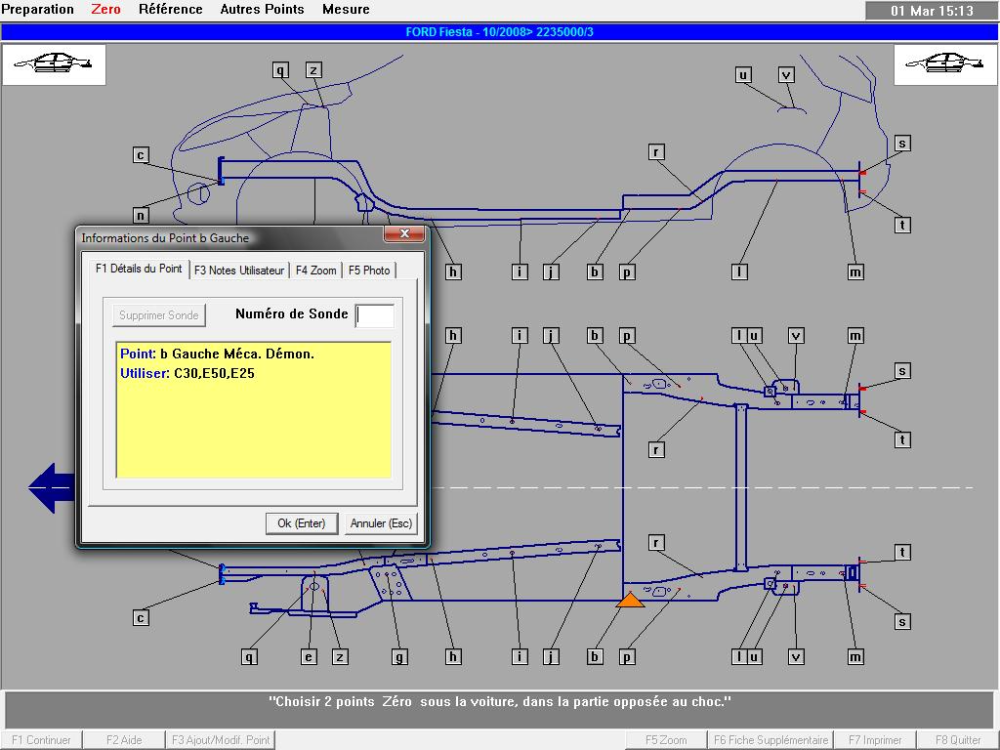 Preparation Zero Référence Autres Points Mesure 01 Mar 15:13
FORD Fiesta - 10/2008> 2235000/3
q z u v
c r s
n t
h i j b p l m
Informations du Point b Gauche
F1 Détails du Point F3 Notes Utilisateur F4 Zoom F5 Photo
Supprimer Sonde Numéro de Sonde
Point: b Gauche Méca. Démon.
Utiliser: C30,E50,E25
Ok (Enter) Annuler (Esc)
h i j b p l u v m
s
r t
r t
c s
q e z g h i j b p l u v m
"Choisir 2 points Zéro sous la voiture, dans la partie opposée au choc."
F1 Continuer F2 Aide F3 Ajout/Modif. Point F5 Zoom F6 Fiche Supplémentaire F7 Imprimer F8 Quitter